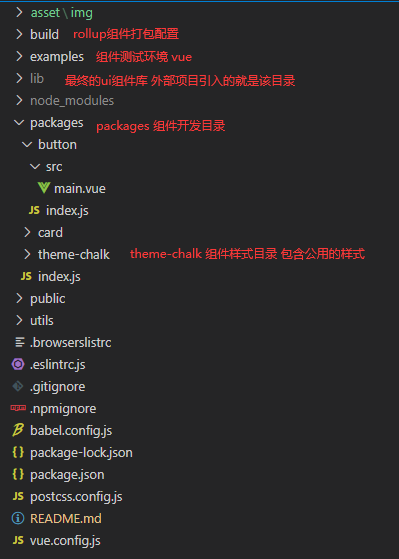 asset \ img
build rollup组件打包配置
examples 组件测试环境 vue
lib 最终的ui组件库 外部项目引入的就是该目录
node_modules
packages packages 组件开发目录
button
src
main.vue
JS index.js
card
theme-chalk theme-chalk 组件样式目录 包含公用的样式
JS index.js
public
utils
.browserslistrc
.eslintrc.js
.gitignore
npm .npmignore
babel.config.js
{ } package-lock.json
{ } package.json
JS postcss.config.js
README.md
JS vue.config.js